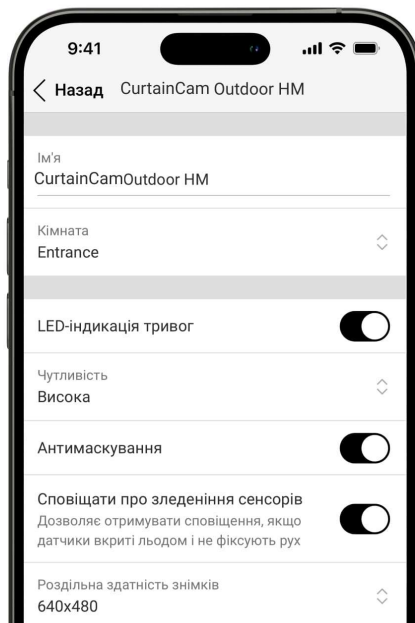 9:41
Назад CurtainCam Outdoor HM
Ім'я
CurtainCamOutdoor HM
Кімната
Entrance
LED-індикація тривог
Чутливість
Висока
Антимаскування
Сповіщати про зледеніння сенсорів
Дозволяє отримувати сповіщення, якщо
датчики вкриті льодом і не фіксують рух
Роздільна здатність знімків
640x480